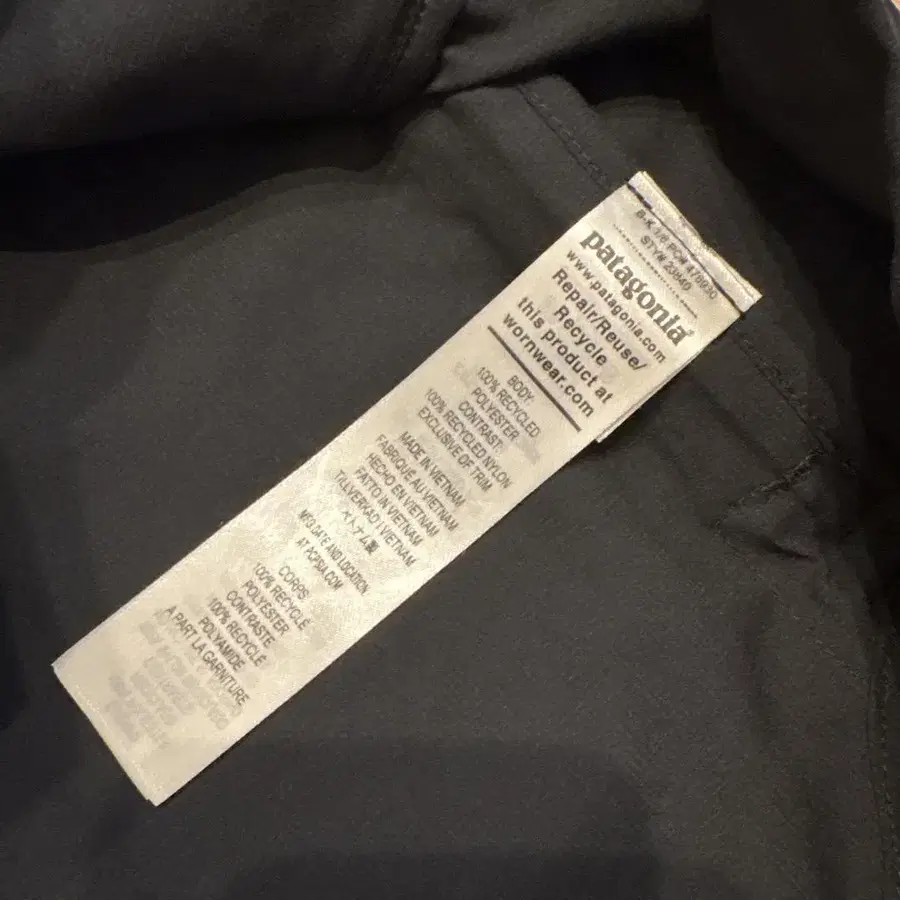 patagonia®
www.patagonia.com
Repair/Reuse/
Recycle
this product at
wornwear.com
BODY:
100% RECYCLED
POLYESTER
CONTRAST:
100% RECYCLED NYLON
EXCLUSIVE OF TRIM
MADE IN VIETNAM
FABRIQUÉ AU VIETNAM
HECHO EN VIETNAM
FATTO IN VIETNAM
TILLVERKAD I VIETNAM
ベトナム製
MFG DATE AND LOCATION
AT PCPSIA.COM
CORPS:
100% RECYCLÉ
POLYESTER
CONTRASTE
100% RECYCLÉ
POLYAMIDE
A PART LA GARNITURE